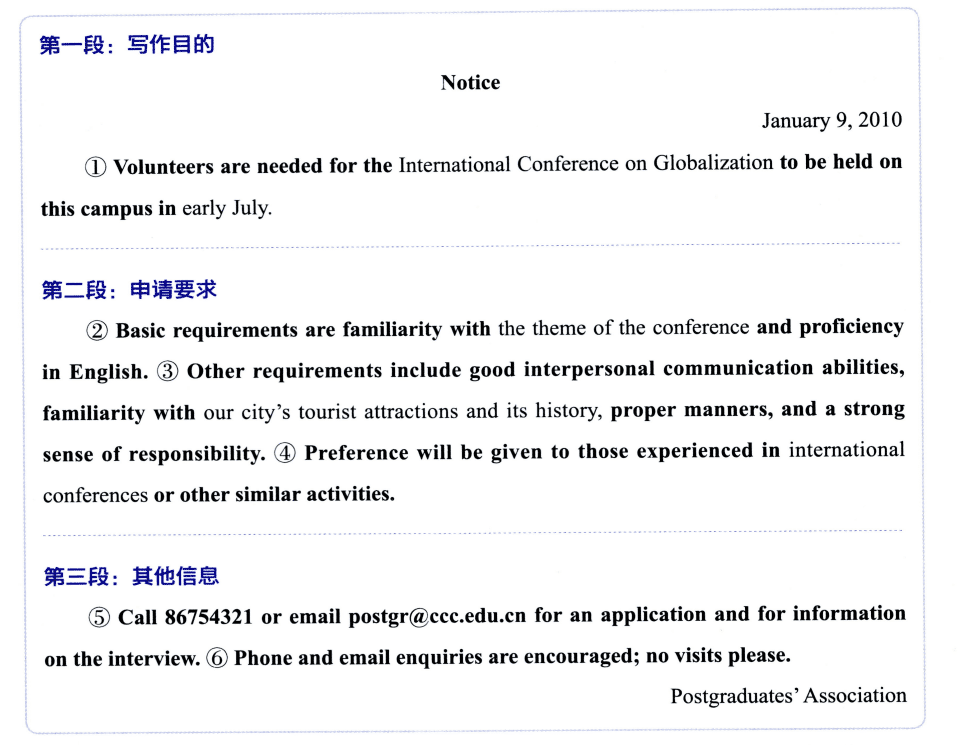 第一段：写作目的
Notice
January 9, 2010
① Volunteers are needed for the International Conference on Globalization to be held on
this campus in early July.
第二段：申请要求
② Basic requirements are familiarity with the theme of the conference and proficiency
in English. ③ Other requirements include good interpersonal communication abilities,
familiarity with our city’s tourist attractions and its history, proper manners, and a strong
sense of responsibility. ④ Preference will be given to those experienced in international
conferences or other similar activities.
第三段：其他信息
⑤ Call 86754321 or email postgr@ccc.edu.cn for an application and for information
on the interview. ⑥ Phone and email enquiries are encouraged; no visits please.
Postgraduates’ Association